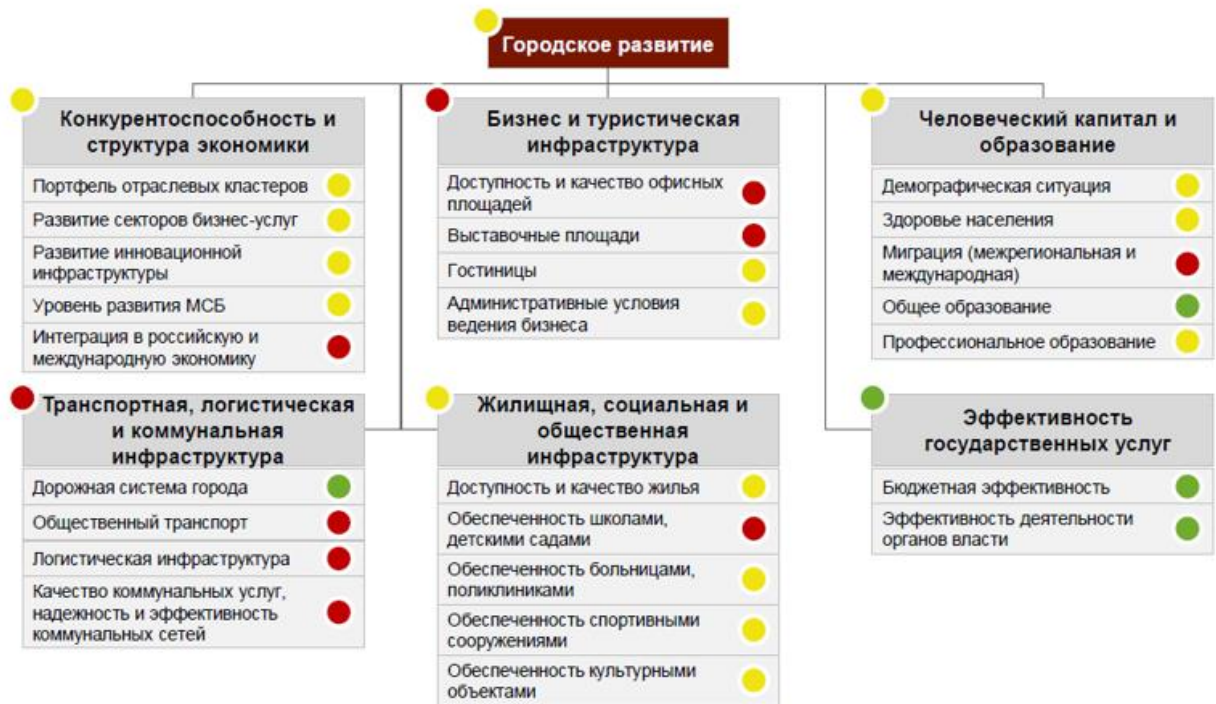 Городское развитие
Конкурентоспособность и
структура экономики
Портфель отраслевых кластеров
Развитие секторов бизнес-услуг
Развитие инновационной
инфраструктуры
Уровень развития МСБ
Интеграция в российскую и
международную экономику
Бизнес и туристическая
инфраструктура
Доступность и качество офисных
площадей
Выставочные площади
Гостиницы
Административные условия
ведения бизнеса
Человеческий капитал и
образование
Демографическая ситуация
Здоровье населения
Миграция (межрегиональная и
международная)
Общее образование
Профессиональное образование
Транспортная, логистическая
и коммунальная
инфраструктура
Дорожная система города
Общественный транспорт
Логистическая инфраструктура
Качество коммунальных услуг,
надежность и эффективность
коммунальных сетей
Жилищная, социальная и
общественная
инфраструктура
Доступность и качество жилья
Обеспеченность школами,
детскими садами
Обеспеченность больницами,
поликлиниками
Обеспеченность спортивными
сооружениями
Обеспеченность культурными
объектами
Эффективность
государственных услуг
Бюджетная эффективность
Эффективность деятельности
органов власти